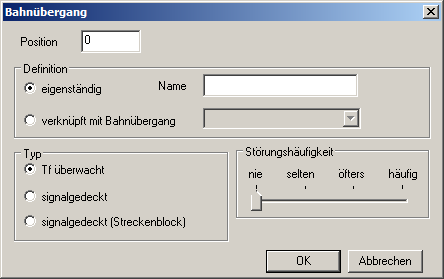 Bahnübergang
Position 0
Definition
eigenständig Name
verknüpft mit Bahnübergang
Typ
Tf überwacht
signalgedeckt
signalgedeckt (Streckenblock)
Störungshäufigkeit
nie selten öfters häufig
OK Abbrechen